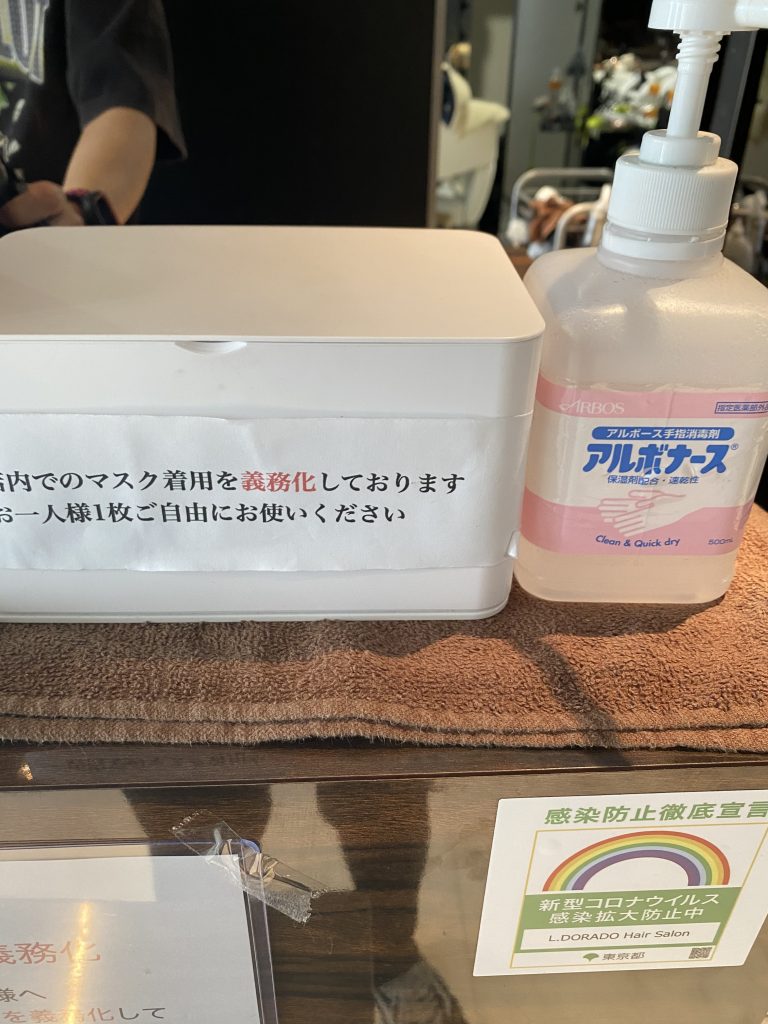 店内でのマスク着用を義務化しております
お一人様1枚ご自由にお使いください
ARBOS
指定医薬部外品
アルボース手指消毒剤
アルボナース®
保湿剤配合・速乾性
Clean & Quick dry
500mL
感染防止徹底宣言
新型コロナウイルス
感染拡大防止中
L.DORADO Hair Salon
東京都
義務化
様へ
を義務化して